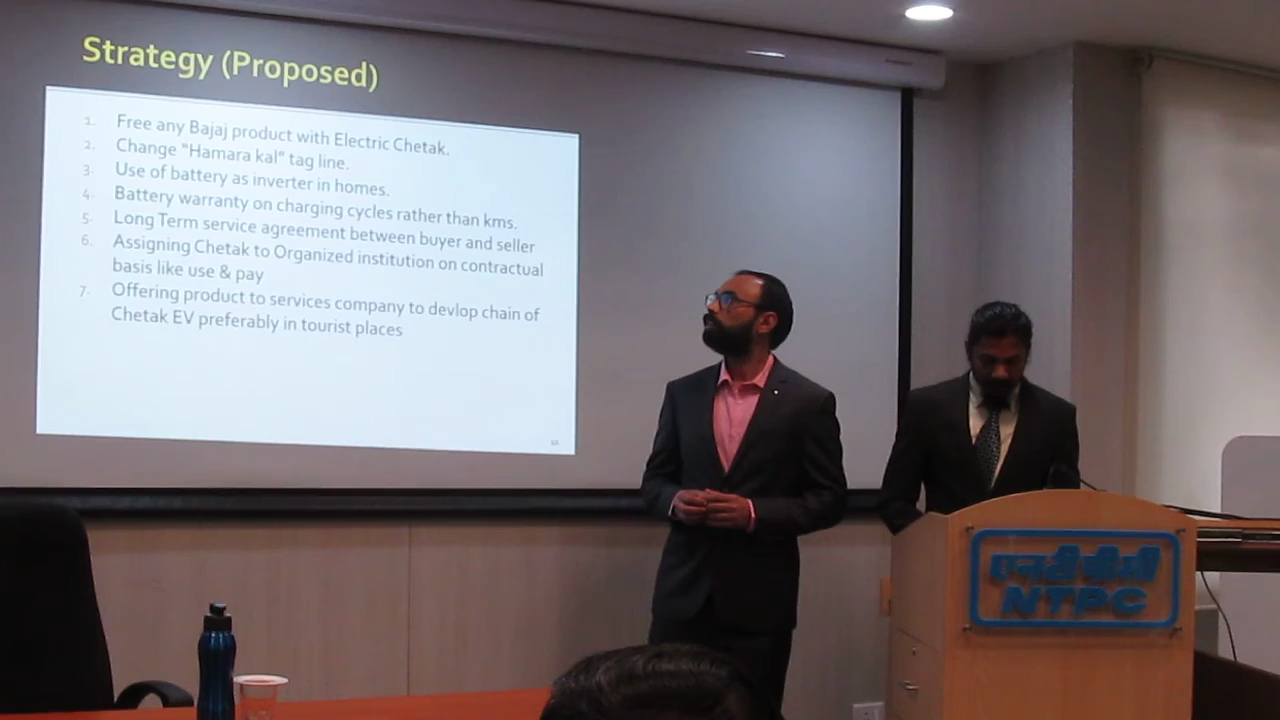 Strategy (Proposed)
1. Free any Bajaj product with Electric Chetak.
2. Change "Hamara kal" tag line.
3. Use of battery as inverter in homes.
4. Battery warranty on charging cycles rather than kms.
5. Long Term service agreement between buyer and seller
6. Assigning Chetak to Organized institution on contractual
basis like use & pay
7. Offering product to services company to devlop chain of
Chetak EV preferably in tourist places
एनटीपीसी
NTPC